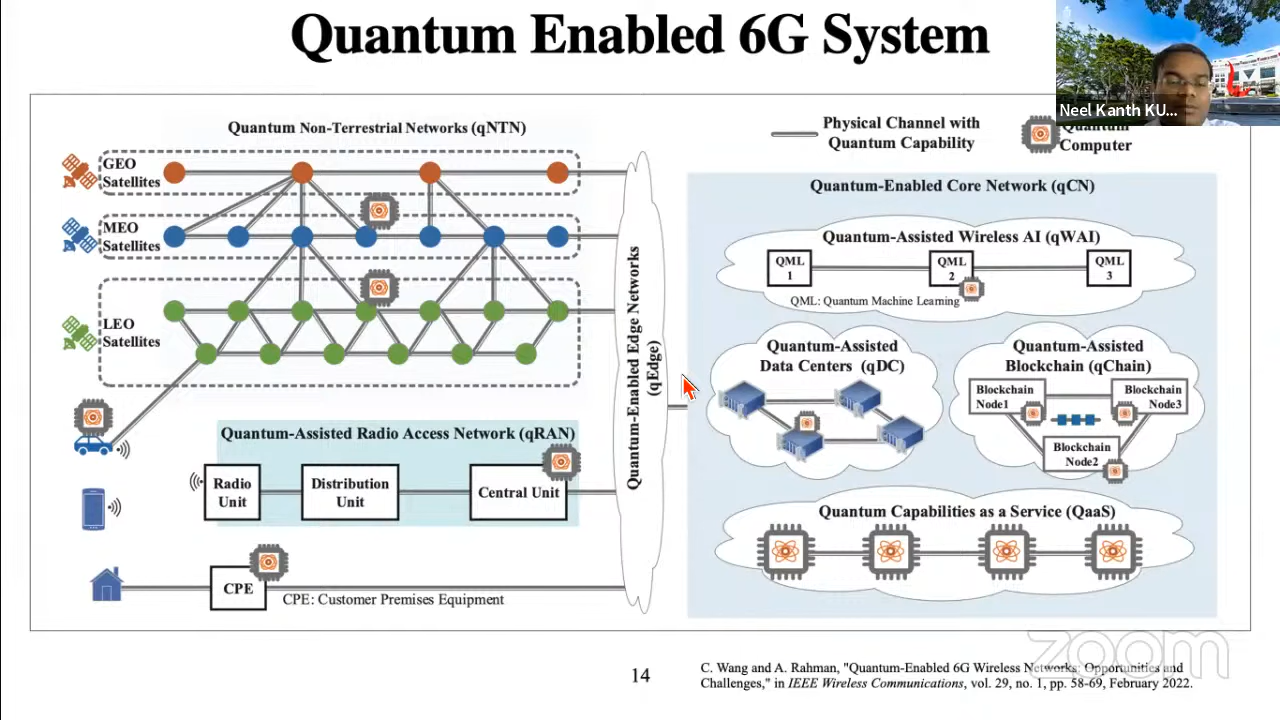 Quantum Enabled 6G System
Neel Kanth KU...
Quantum Non-Terrestrial Networks (qNTN)
GEO
Satellites
MEO
Satellites
LEO
Satellites
Quantum-Assisted Radio Access Network (qRAN)
Radio
Unit
Distribution
Unit
Central Unit
CPE
CPE: Customer Premises Equipment
Quantum-Enabled Edge Networks
(qEdge)
Physical Channel with
Quantum Capability
Quantum
Computer
Quantum-Enabled Core Network (qCN)
Quantum-Assisted Wireless AI (qWAI)
QML
1
QML
2
QML
3
QML: Quantum Machine Learning
Quantum-Assisted
Data Centers (qDC)
Quantum-Assisted
Blockchain (qChain)
Blockchain
Node1
Blockchain
Node3
Blockchain
Node2
Quantum Capabilities as a Service (QaaS)
zoom
14
C. Wang and A. Rahman, "Quantum-Enabled 6G Wireless Networks: Opportunities and
Challenges," in IEEE Wireless Communications, vol. 29, no. 1, pp. 58-69, February 2022.